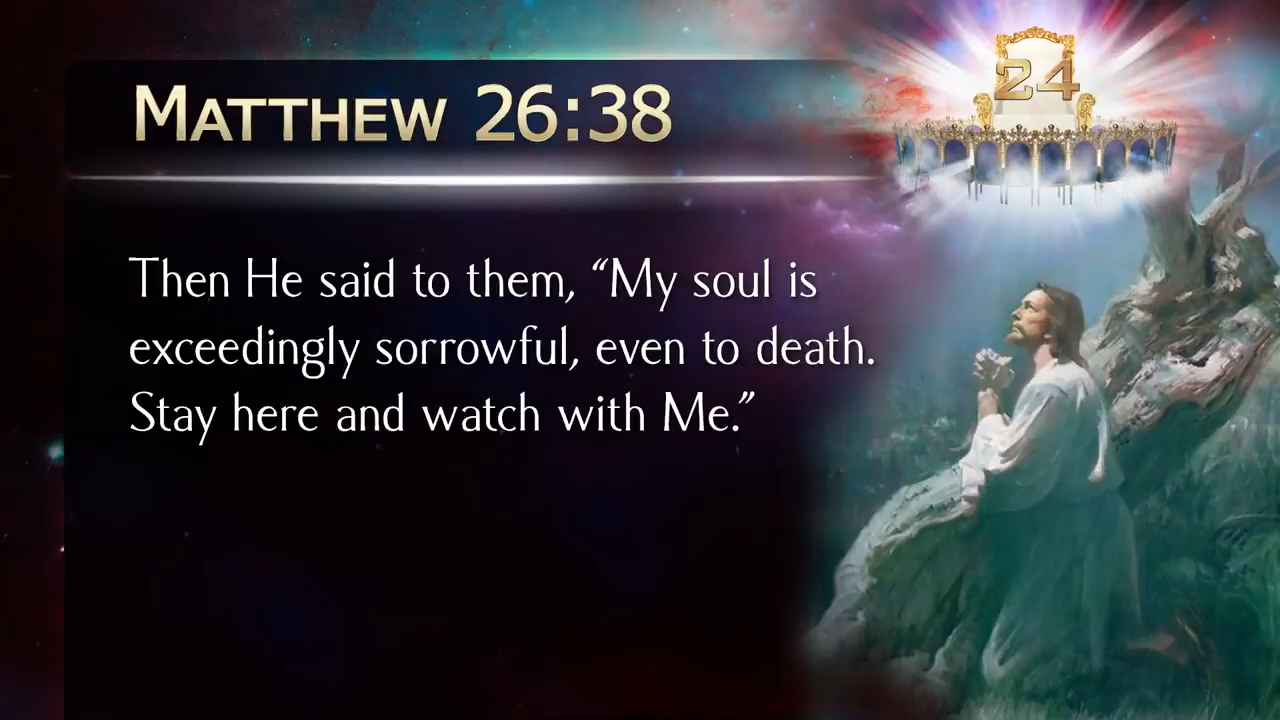 MATTHEW 26:38
24
Then He said to them, “My soul is
exceedingly sorrowful, even to death.
Stay here and watch with Me.”